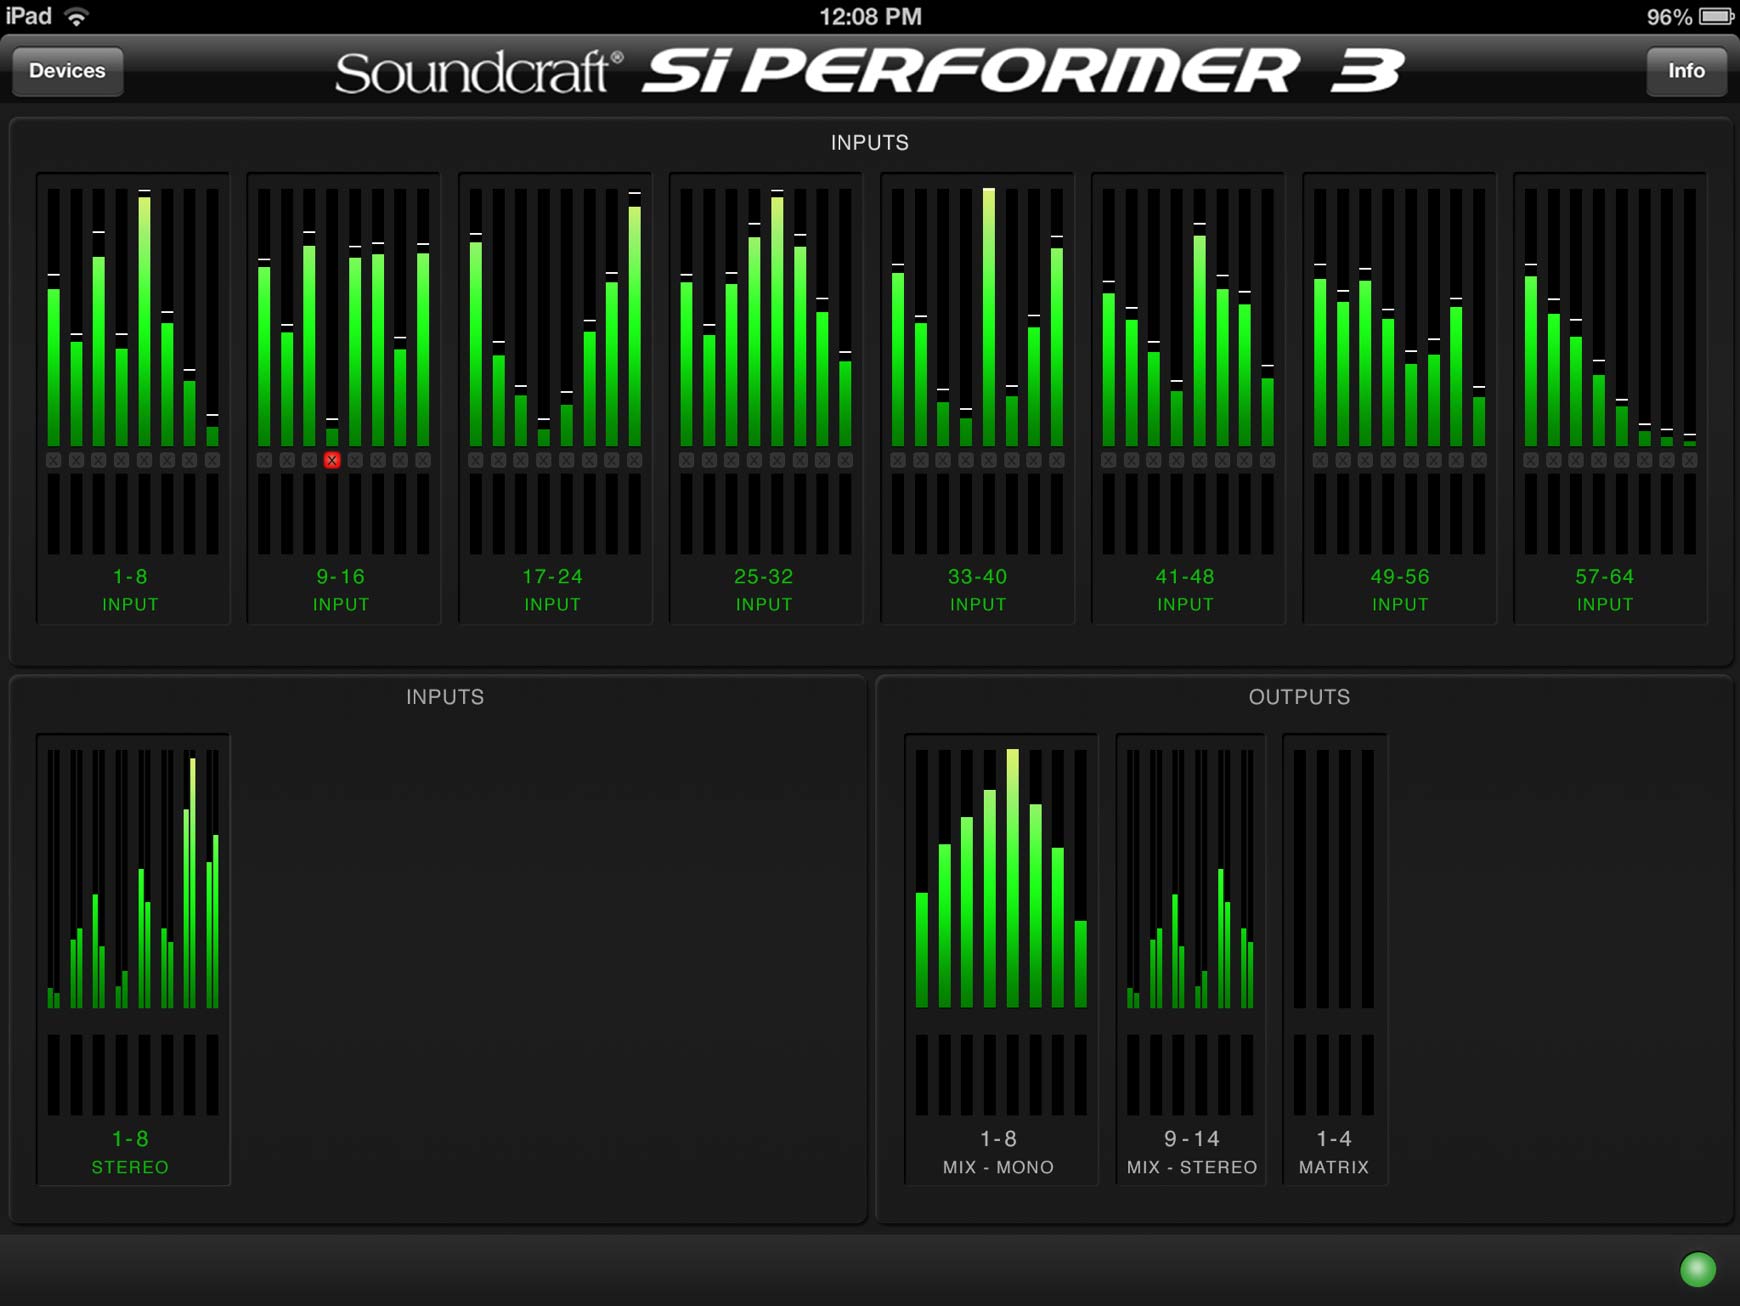 iPad 12:08 PM 96%
Devices Soundcraft® Si PERFORMER 3 Info
INPUTS
1-8 9-16 17-24 25-32 33-40 41-48 49-56 57-64
INPUT INPUT INPUT INPUT INPUT INPUT INPUT INPUT
INPUTS
1-8
STEREO
OUTPUTS
1-8 9-14 1-4
MIX - MONO MIX - STEREO MATRIX